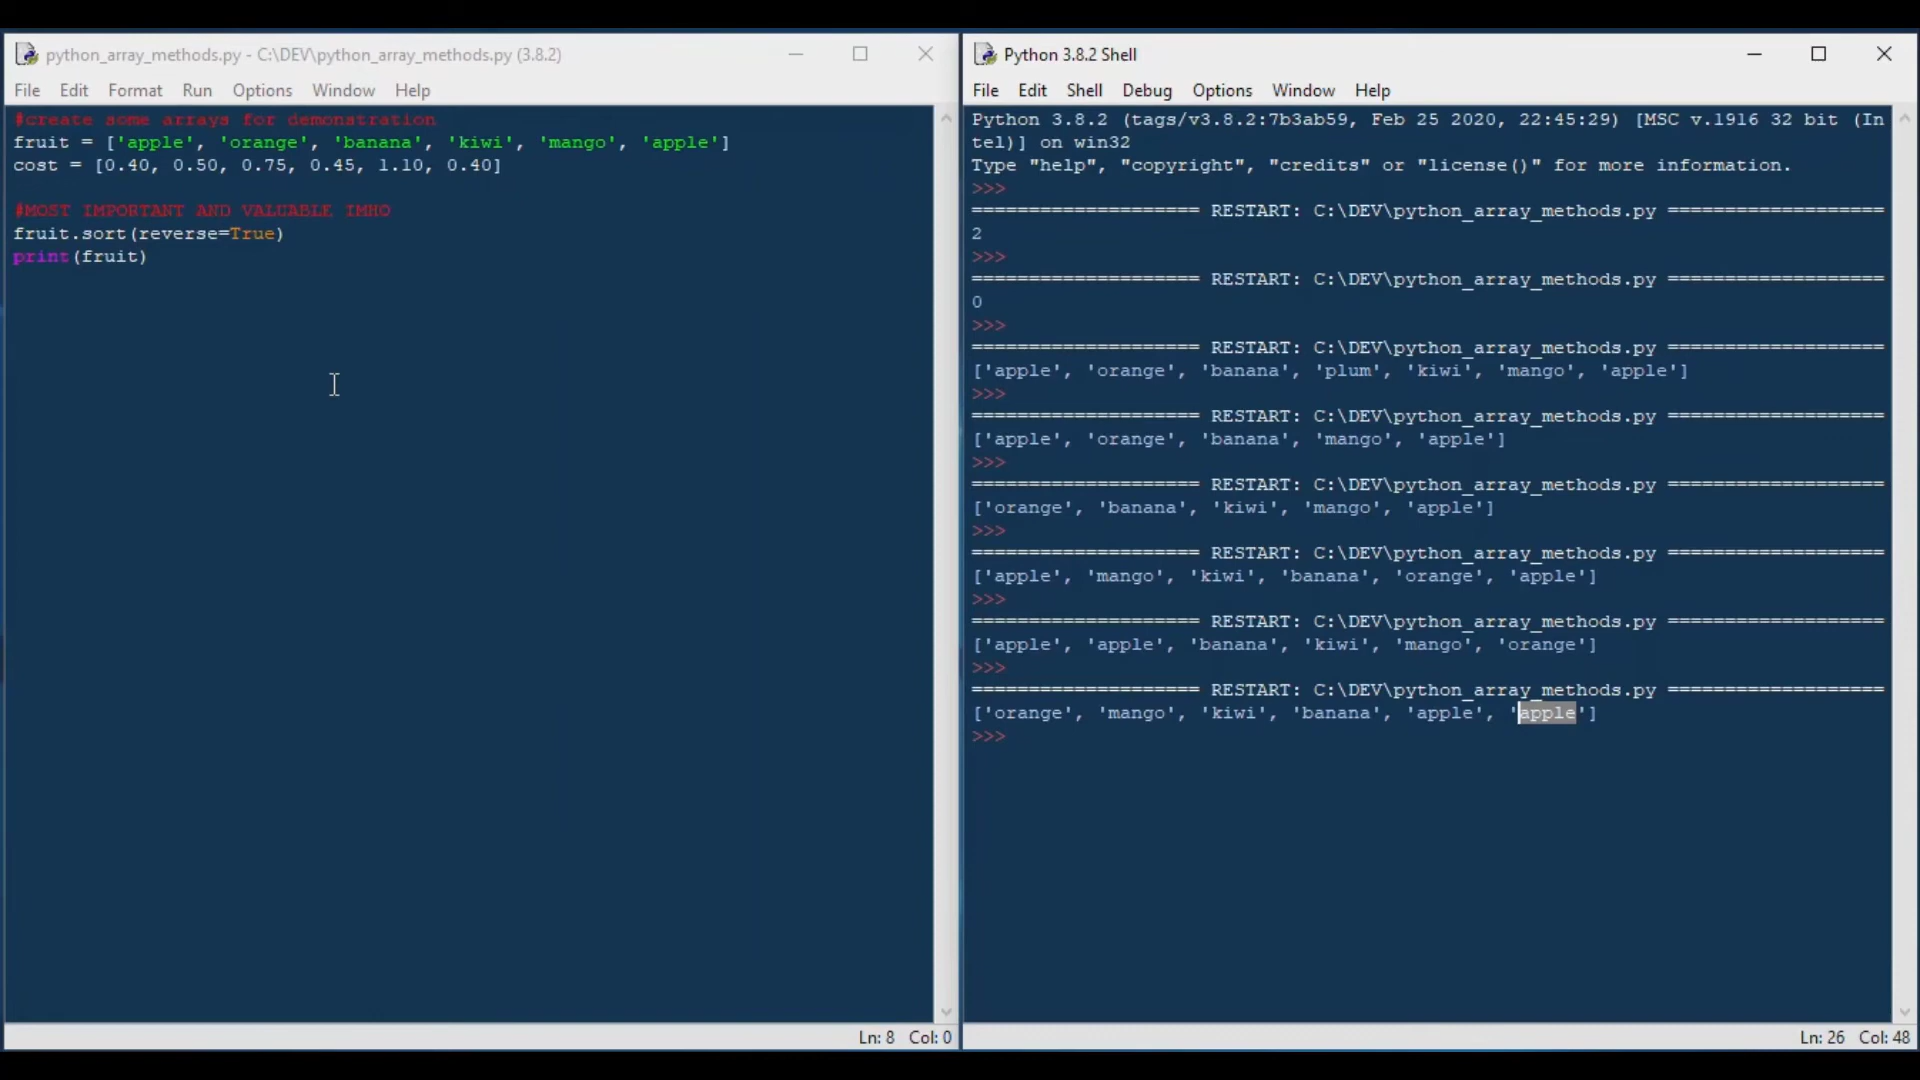 python_array_methods.py - C:\DEV\python_array_methods.py (3.8.2)
File Edit Format Run Options Window Help
#create some arrays for demonstration
fruit = ['apple', 'orange', 'banana', 'kiwi', 'mango', 'apple']
cost = [0.40, 0.50, 0.75, 0.45, 1.10, 0.40]
#MOST IMPORTANT AND VALUABLE IMHO
fruit.sort(reverse=True)
print(fruit)
Ln: 8 Col: 0
Python 3.8.2 Shell
File Edit Shell Debug Options Window Help
Python 3.8.2 (tags/v3.8.2:7b3ab59, Feb 25 2020, 22:45:29) [MSC v.1916 32 bit (In
tel)] on win32
Type "help", "copyright", "credits" or "license()" for more information.
>>>
==================== RESTART: C:\DEV\python_array_methods.py ===================
2
>>>
==================== RESTART: C:\DEV\python_array_methods.py ===================
0
>>>
==================== RESTART: C:\DEV\python_array_methods.py ===================
['apple', 'orange', 'banana', 'plum', 'kiwi', 'mango', 'apple']
>>>
==================== RESTART: C:\DEV\python_array_methods.py ===================
['apple', 'orange', 'banana', 'mango', 'apple']
>>>
==================== RESTART: C:\DEV\python_array_methods.py ===================
['orange', 'banana', 'kiwi', 'mango', 'apple']
>>>
==================== RESTART: C:\DEV\python_array_methods.py ===================
['apple', 'mango', 'kiwi', 'banana', 'orange', 'apple']
>>>
==================== RESTART: C:\DEV\python_array_methods.py ===================
['apple', 'apple', 'banana', 'kiwi', 'mango', 'orange']
>>>
==================== RESTART: C:\DEV\python_array_methods.py ===================
['orange', 'mango', 'kiwi', 'banana', 'apple', 'apple']
>>>
Ln: 26 Col: 48